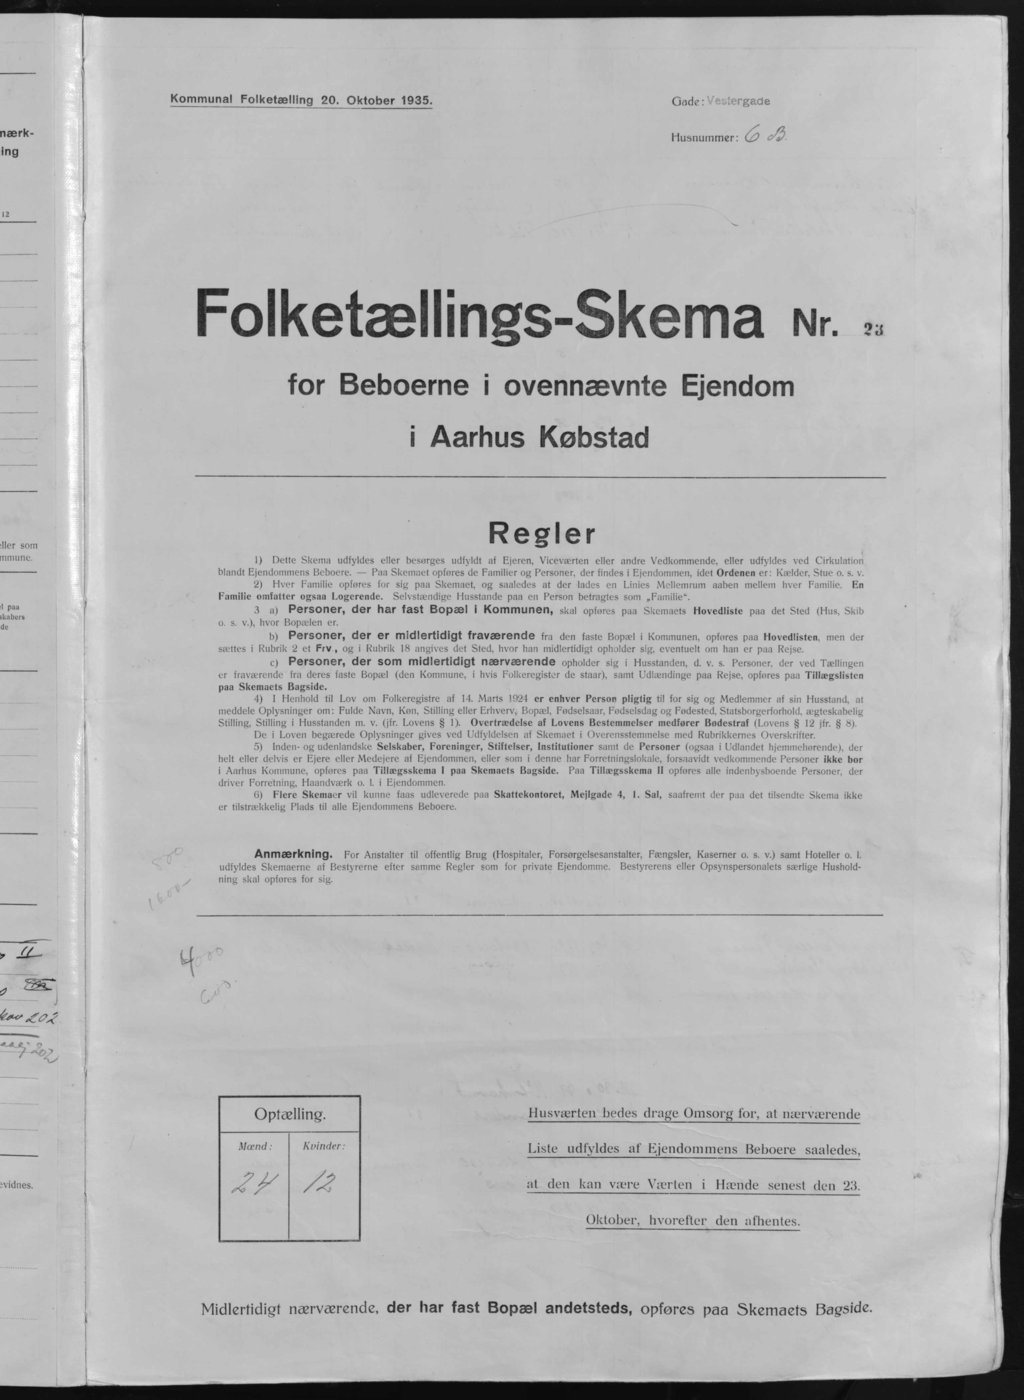 Kommunal Folketælling 20. Oktober 1935.
Gade: Vestergade
Husnummer: 6 B.
Folketællings-Skema Nr. 23
for Beboerne i ovennævnte Ejendom
i Aarhus Købstad
Regler
1) Dette Skema udfyldes eller besørges udfyldt af Ejeren, Viceværten eller andre Vedkommende, eller udfyldes ved Cirkulation
blandt Ejendommens Beboere. — Paa Skemaet opføres de Familier og Personer, der findes i Ejendommen, idet Ordenen er: Kælder, Stue o. s. v.
2) Hver Familie opføres for sig paa Skemaet, og saaledes at der lades en Linies Mellemrum aaben mellem hver Familie. En
Familie omfatter ogsaa Logerende. Selvstændige Husstande paa en Person betragtes som „Familie“.
3 a) Personer, der har fast Bopæl i Kommunen, skal opføres paa Skemaets Hovedliste paa det Sted (Hus, Skib
o. s. v.), hvor Bopælen er.
b) Personer, der er midlertidigt fraværende fra den faste Bopæl i Kommunen, opføres paa Hovedlisten, men der
sættes i Rubrik 2 et Frv., og i Rubrik 18 angives det Sted, hvor han midlertidigt opholder sig, eventuelt om han er paa Rejse.
c) Personer, der som midlertidigt nærværende opholder sig i Husstanden, d. v. s. Personer, der ved Tællingen
er fraværende fra deres faste Bopæl (den Kommune, i hvis Folkeregister de staar), samt Udlændinge paa Rejse, opføres paa Tillægslisten
paa Skemaets Bagside.
4) I Henhold til Lov om Folkeregistre af 14. Marts 1924 er enhver Person pligtig til for sig og Medlemmer af sin Husstand, at
meddele Oplysninger om: Fulde Navn, Køn, Stilling eller Erhverv, Bopæl, Fødselsaar, Fødselsdag og Fødested, Statsborgerforhold, ægteskabelig
Stilling, Stilling i Husstanden m. v. (jfr. Lovens § 1). Overtrædelse af Lovens Bestemmelser medfører Bødestraf (Lovens § 12 jfr. § 8).
De i Loven begærede Oplysninger gives ved Udfyldelsen af Skemaet i Overensstemmelse med Rubrikkernes Overskrifter.
5) Inden- og udenlandske Selskaber, Foreninger, Stiftelser, Institutioner samt de Personer (ogsaa i Udlandet hjemmehørende), der
helt eller delvis er Ejere eller Medejere af Ejendommen, eller som i denne har Forretningslokale, forsaavidt vedkommende Personer ikke bor
i Aarhus Kommune, opføres paa Tillægsskema I paa Skemaets Bagside. Paa Tillægsskema II opføres alle indenbysboende Personer, der
driver Forretning, Haandværk o. l. i Ejendommen.
6) Flere Skemaer vil kunne faas udleverede paa Skattekontoret, Mejlgade 4, 1. Sal, saafremt der paa det tilsendte Skema ikke
er tilstrækkelig Plads til alle Ejendommens Beboere.
Anmærkning. For Anstalter til offentlig Brug (Hospitaler, Forsørgelsesanstalter, Fængsler, Kaserner o. s. v.) samt Hoteller o. l.
udfyldes Skemaerne af Bestyrerne efter samme Regler som for private Ejendomme. Bestyrerens eller Opsynspersonalets særlige Hushold-
ning skal opføres for sig.
800
1600-
4000
600
Optælling.
Mænd: Kvinder:
24 12
Husværten bedes drage Omsorg for, at nærværende
Liste udfyldes af Ejendommens Beboere saaledes,
at den kan være Værten i Hænde senest den 23.
Oktober, hvorefter den afhentes.
Midlertidigt nærværende, der har fast Bopæl andetsteds, opføres paa Skemaets Bagside.
mærk-
ing
12
eller som
mmune.
paa
skabers
de
II
202
202
evidnes.